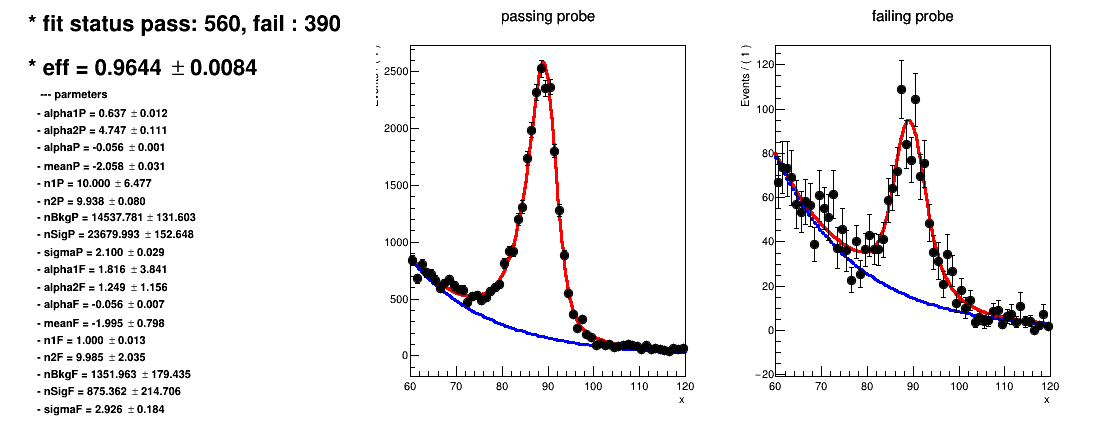 * fit status pass: 560, fail : 390
* eff = 0.9644 ± 0.0084
--- parmeters
- alpha1P = 0.637 ± 0.012
- alpha2P = 4.747 ± 0.111
- alphaP = -0.056 ± 0.001
- meanP = -2.058 ± 0.031
- n1P = 10.000 ± 6.477
- n2P = 9.938 ± 0.080
- nBkgP = 14537.781 ± 131.603
- nSigP = 23679.993 ± 152.648
- sigmaP = 2.100 ± 0.029
- alpha1F = 1.816 ± 3.841
- alpha2F = 1.249 ± 1.156
- alphaF = -0.056 ± 0.007
- meanF = -1.995 ± 0.798
- n1F = 1.000 ± 0.013
- n2F = 9.985 ± 2.035
- nBkgF = 1351.963 ± 179.435
- nSigF = 875.362 ± 214.706
- sigmaF = 2.926 ± 0.184
passing probe
2500
2000
1500
1000
500
0
60 70 80 90 100 110 120
x
failing probe
Events / ( 1 )
120
100
80
60
40
20
0
−20
60 70 80 90 100 110 120
x